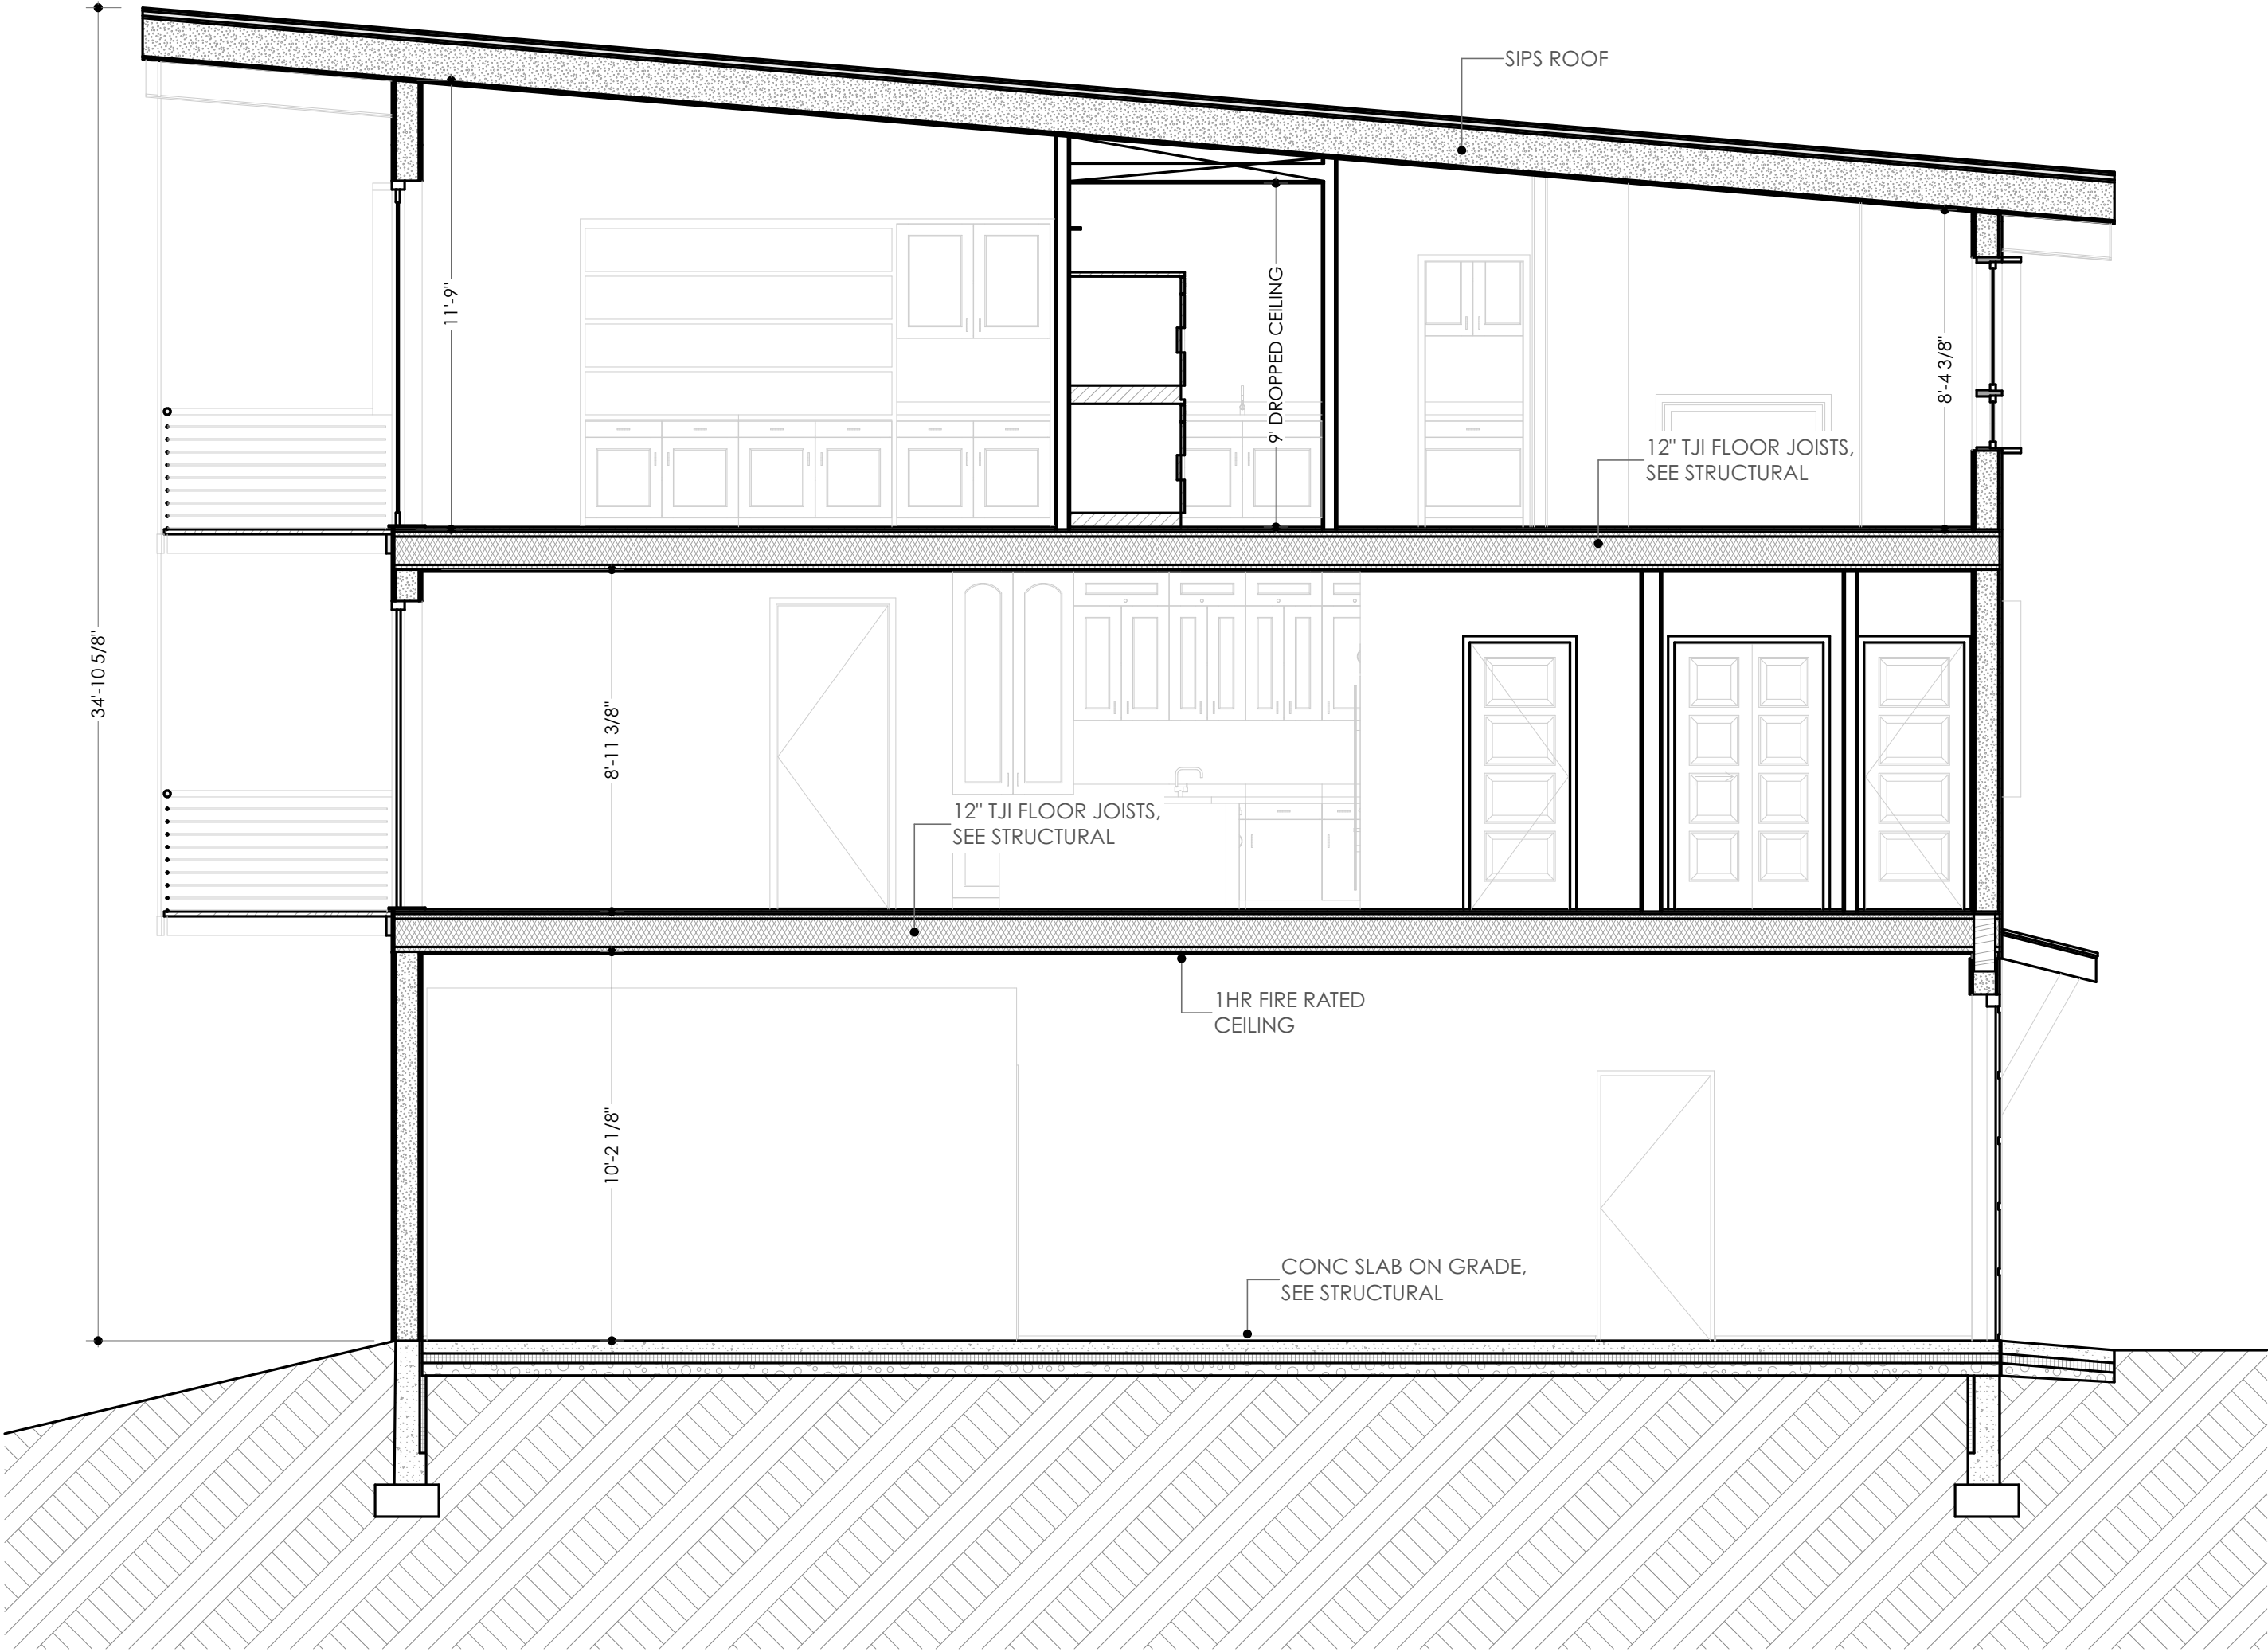 SIPS ROOF
11'-9"
9' DROPPED CEILING
8'-4 3/8"
12" TJI FLOOR JOISTS,
SEE STRUCTURAL
34'-10 5/8"
8'-11 3/8"
12" TJI FLOOR JOISTS,
SEE STRUCTURAL
1HR FIRE RATED
CEILING
10'-2 1/8"
CONC SLAB ON GRADE,
SEE STRUCTURAL